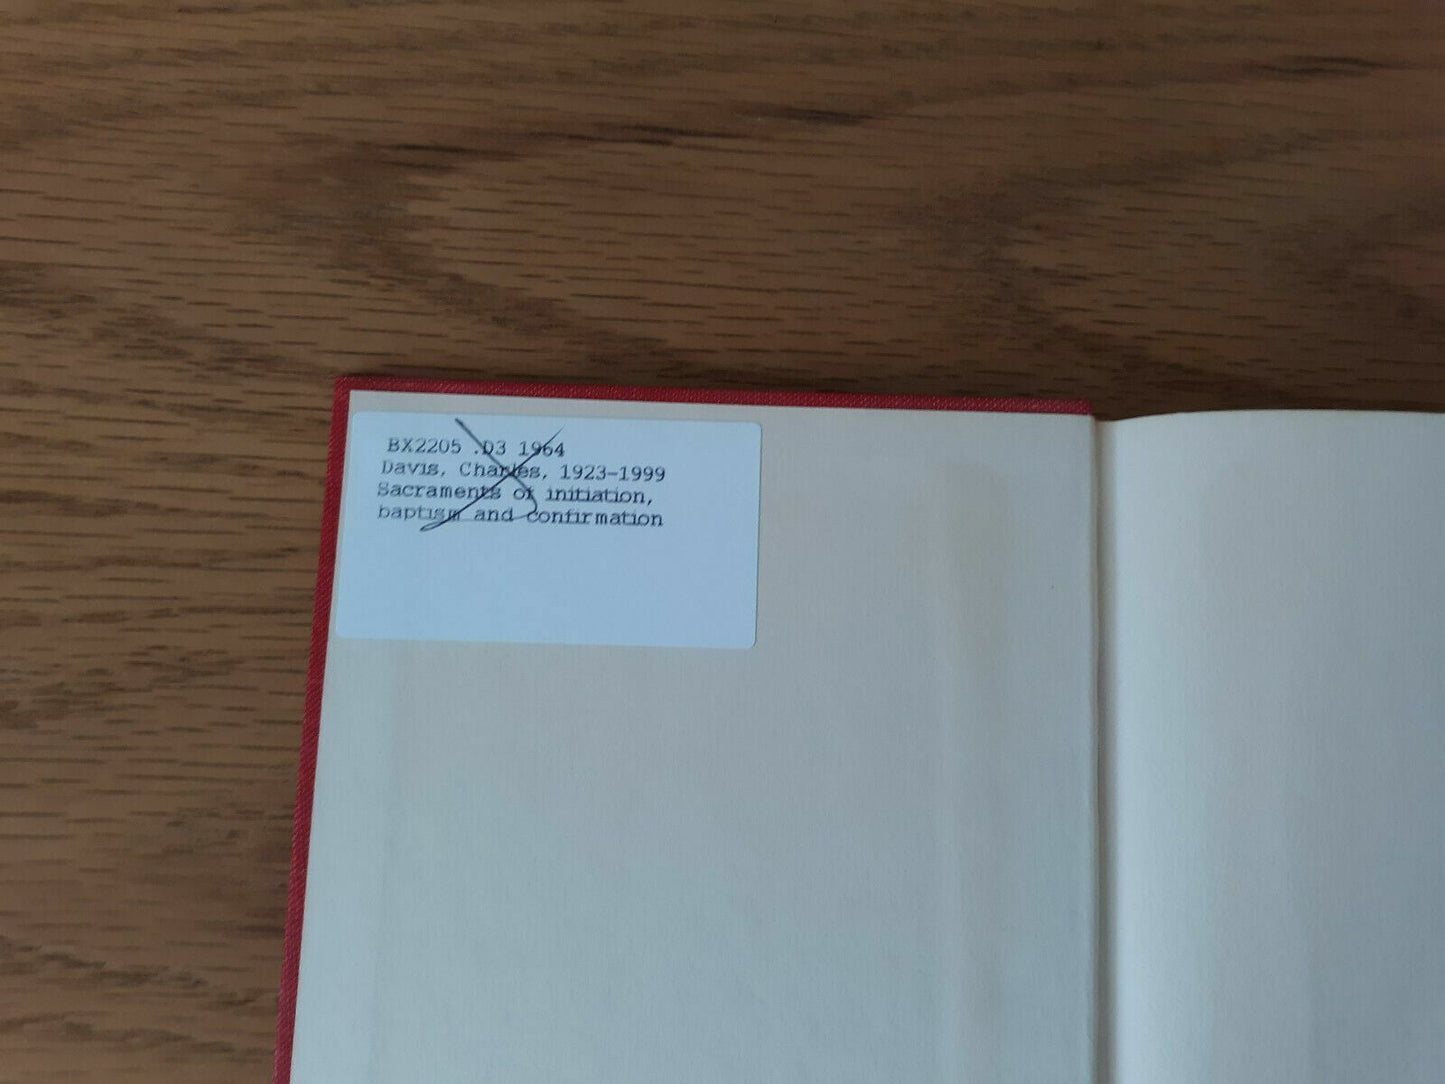 BX2205 .D3 1964
Davis, Charles, 1923-1999
Sacraments of initiation,
baptism and confirmation